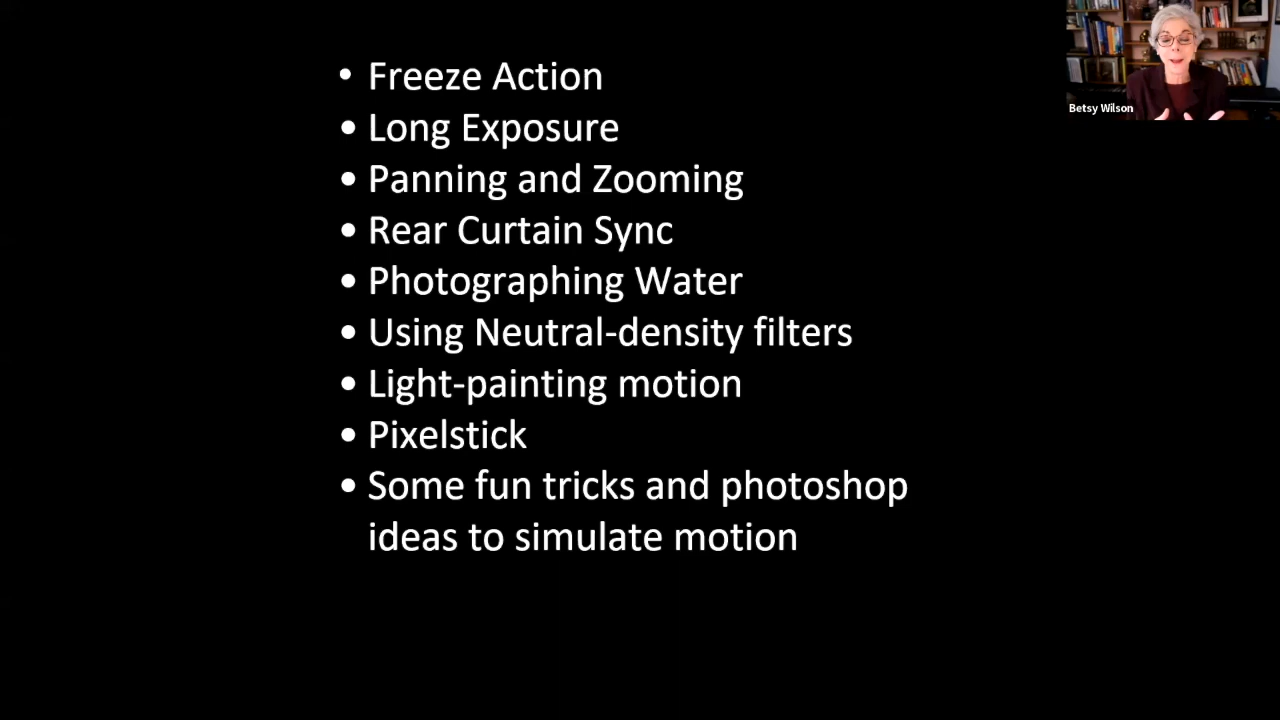 • Freeze Action
• Long Exposure
• Panning and Zooming
• Rear Curtain Sync
• Photographing Water
• Using Neutral-density filters
• Light-painting motion
• Pixelstick
• Some fun tricks and photoshop
ideas to simulate motion
Betsy Wilson